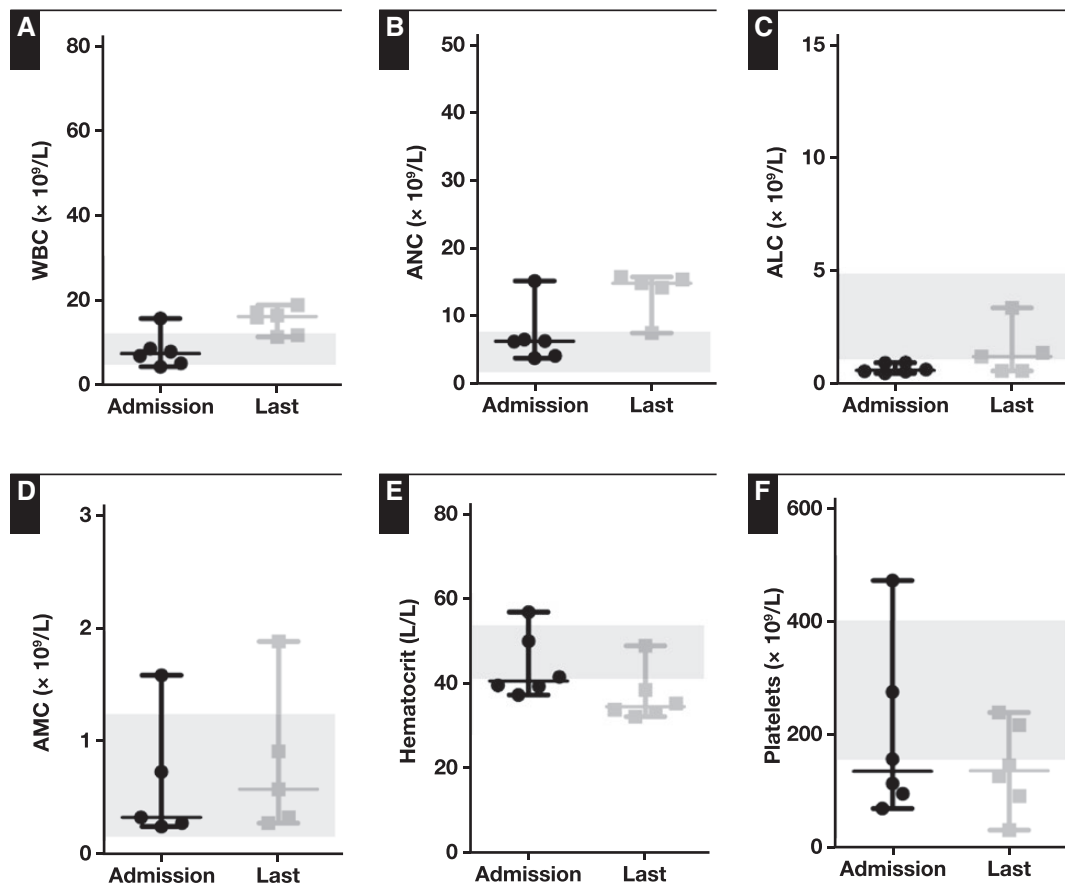 A
WBC (× 10⁹/L)
80
60
40
20
0
Admission Last
B
ANC (× 10⁹/L)
50
40
30
20
10
0
Admission Last
C
ALC (× 10⁹/L)
15
10
5
0
Admission Last
D
AMC (× 10⁹/L)
3
2
1
0
Admission Last
E
Hematocrit (L/L)
80
60
40
20
0
Admission Last
F
Platelets (× 10⁹/L)
600
400
200
0
Admission Last